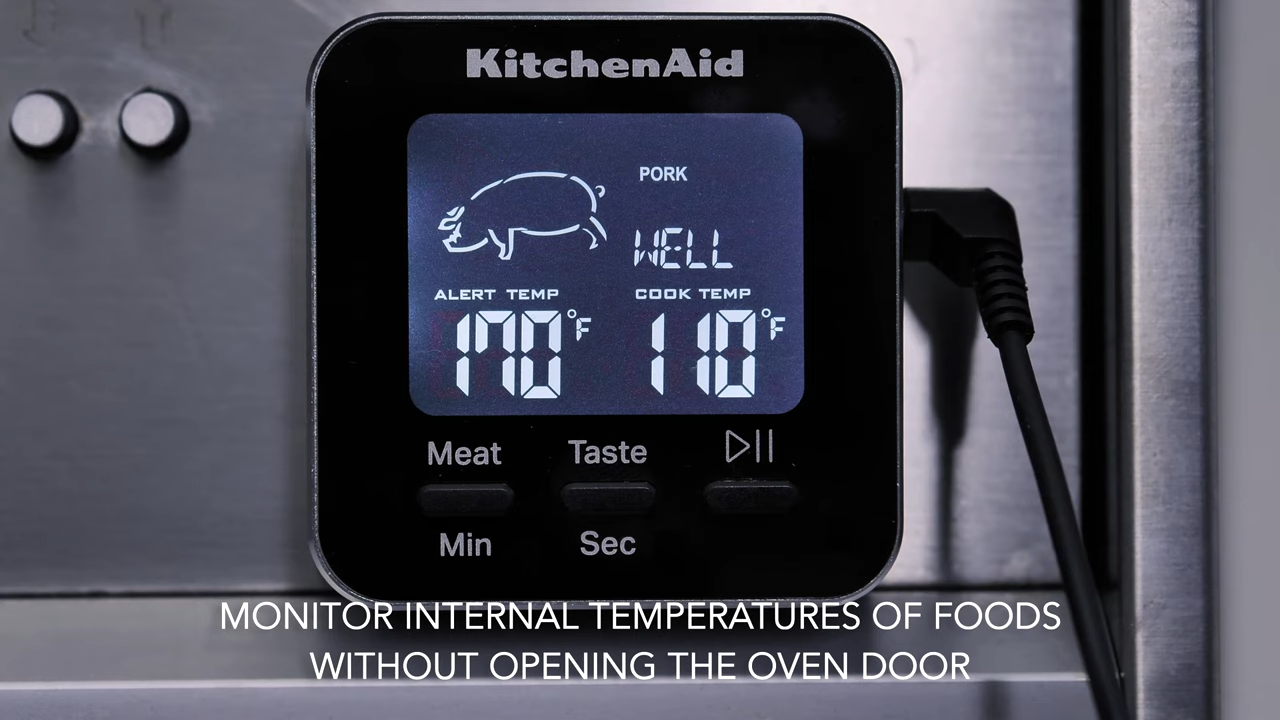 KitchenAid
PORK
WELL
ALERT TEMP COOK TEMP
170°F 110°F
Meat Taste
Min Sec
MONITOR INTERNAL TEMPERATURES OF FOODS
WITHOUT OPENING THE OVEN DOOR